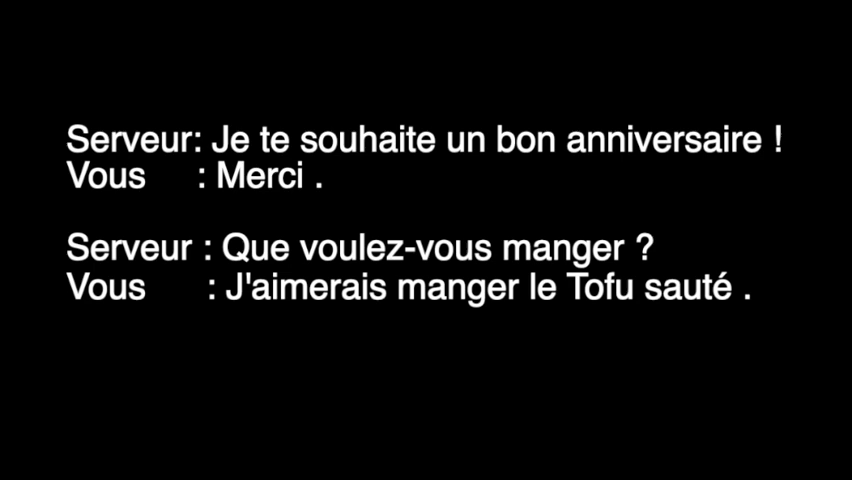 Serveur: Je te souhaite un bon anniversaire !
Vous : Merci .
Serveur : Que voulez-vous manger ?
Vous : J'aimerais manger le Tofu sauté .